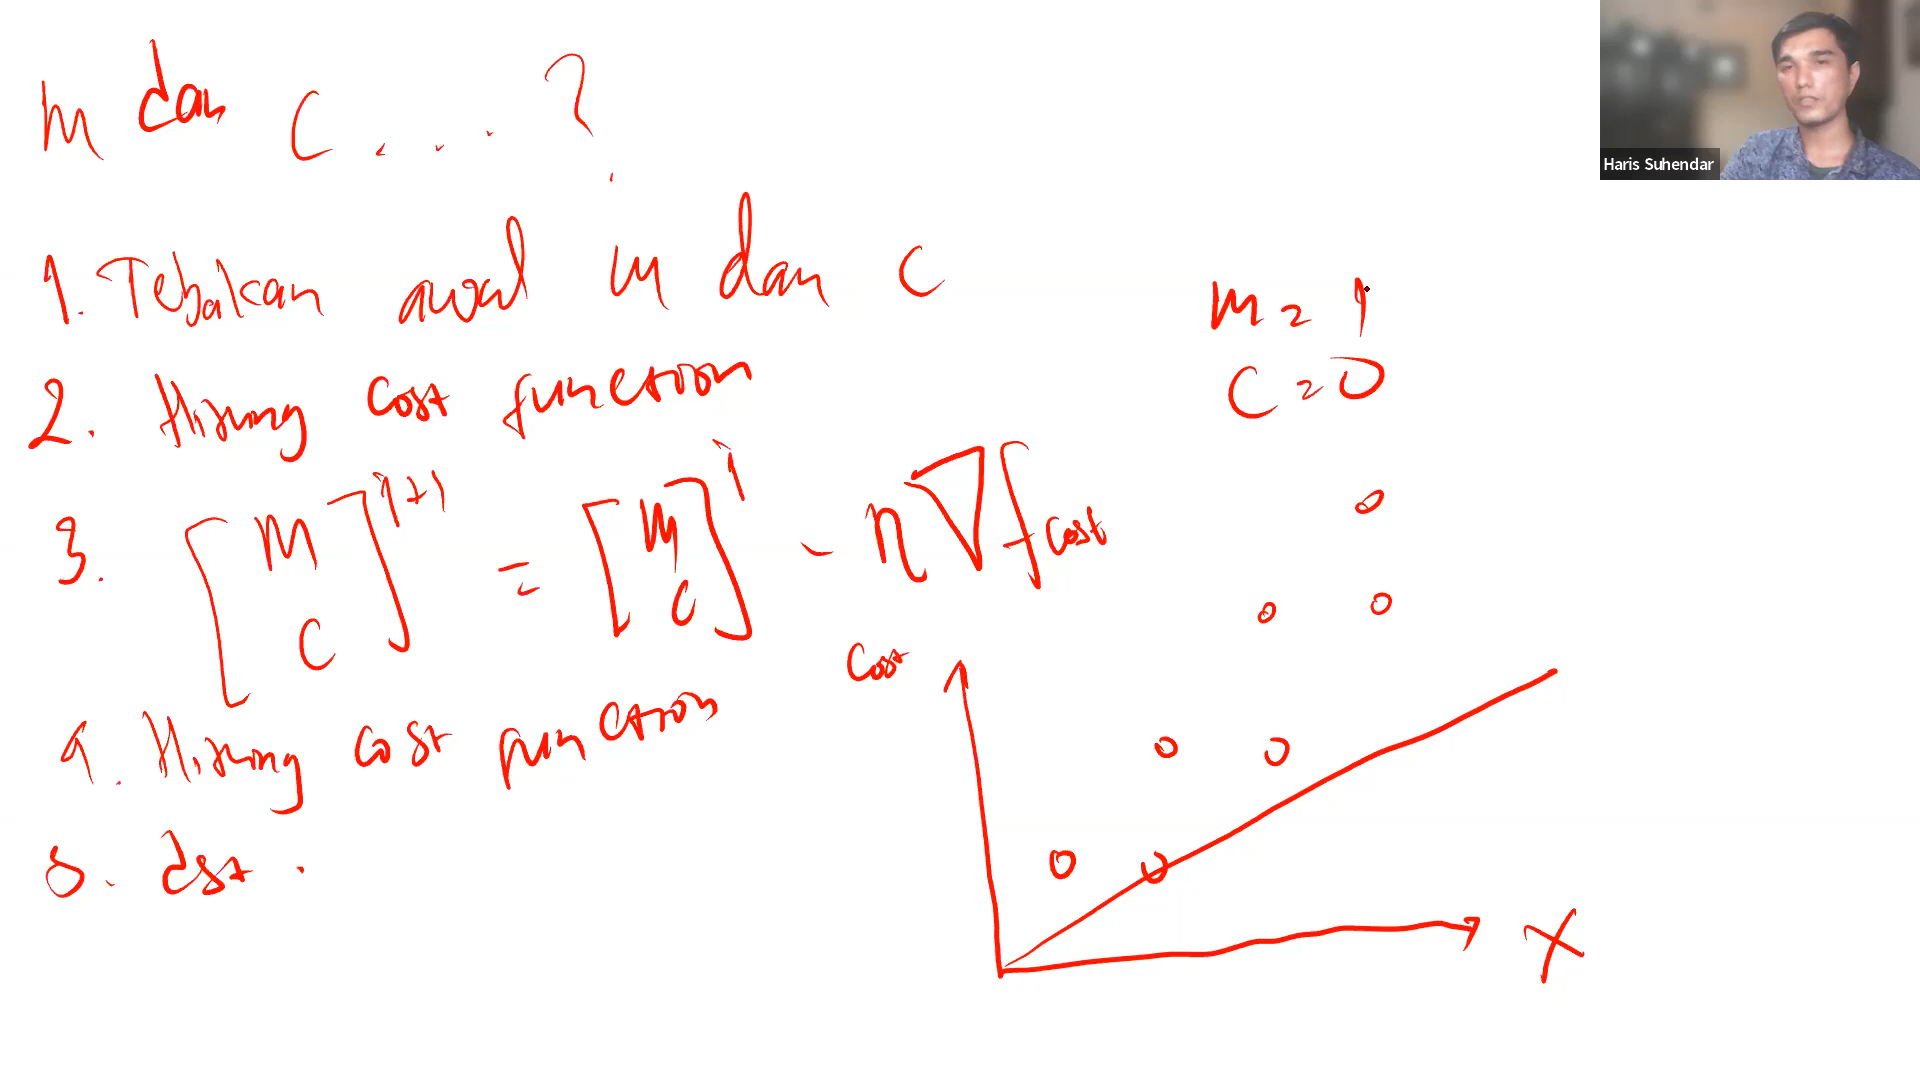 m dan c . . . ?
Haris Suhendar
1. Tebakan awal m dan c
m = 1
c = 0
2. Hitung cost function
3. [m c]^{i+1} = [m c]^{i} - η∇f_{cost}
Cost
4. Hitung cost function
5. dst.
X